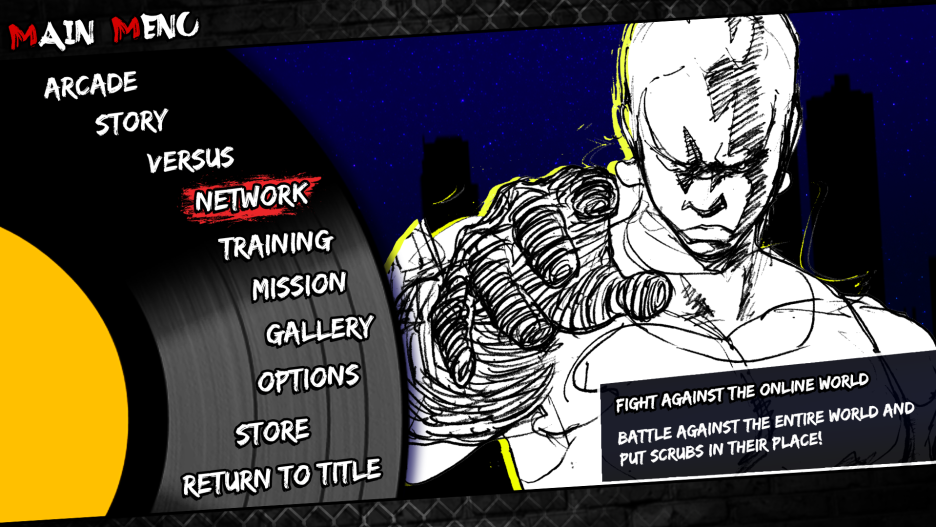 MAIN MENU
ARCADE
STORY
VERSUS
NETWORK
TRAINING
MISSION
GALLERY
OPTIONS
STORE
RETURN TO TITLE
FIGHT AGAINST THE ONLINE WORLD
BATTLE AGAINST THE ENTIRE WORLD AND
PUT SCRUBS IN THEIR PLACE!